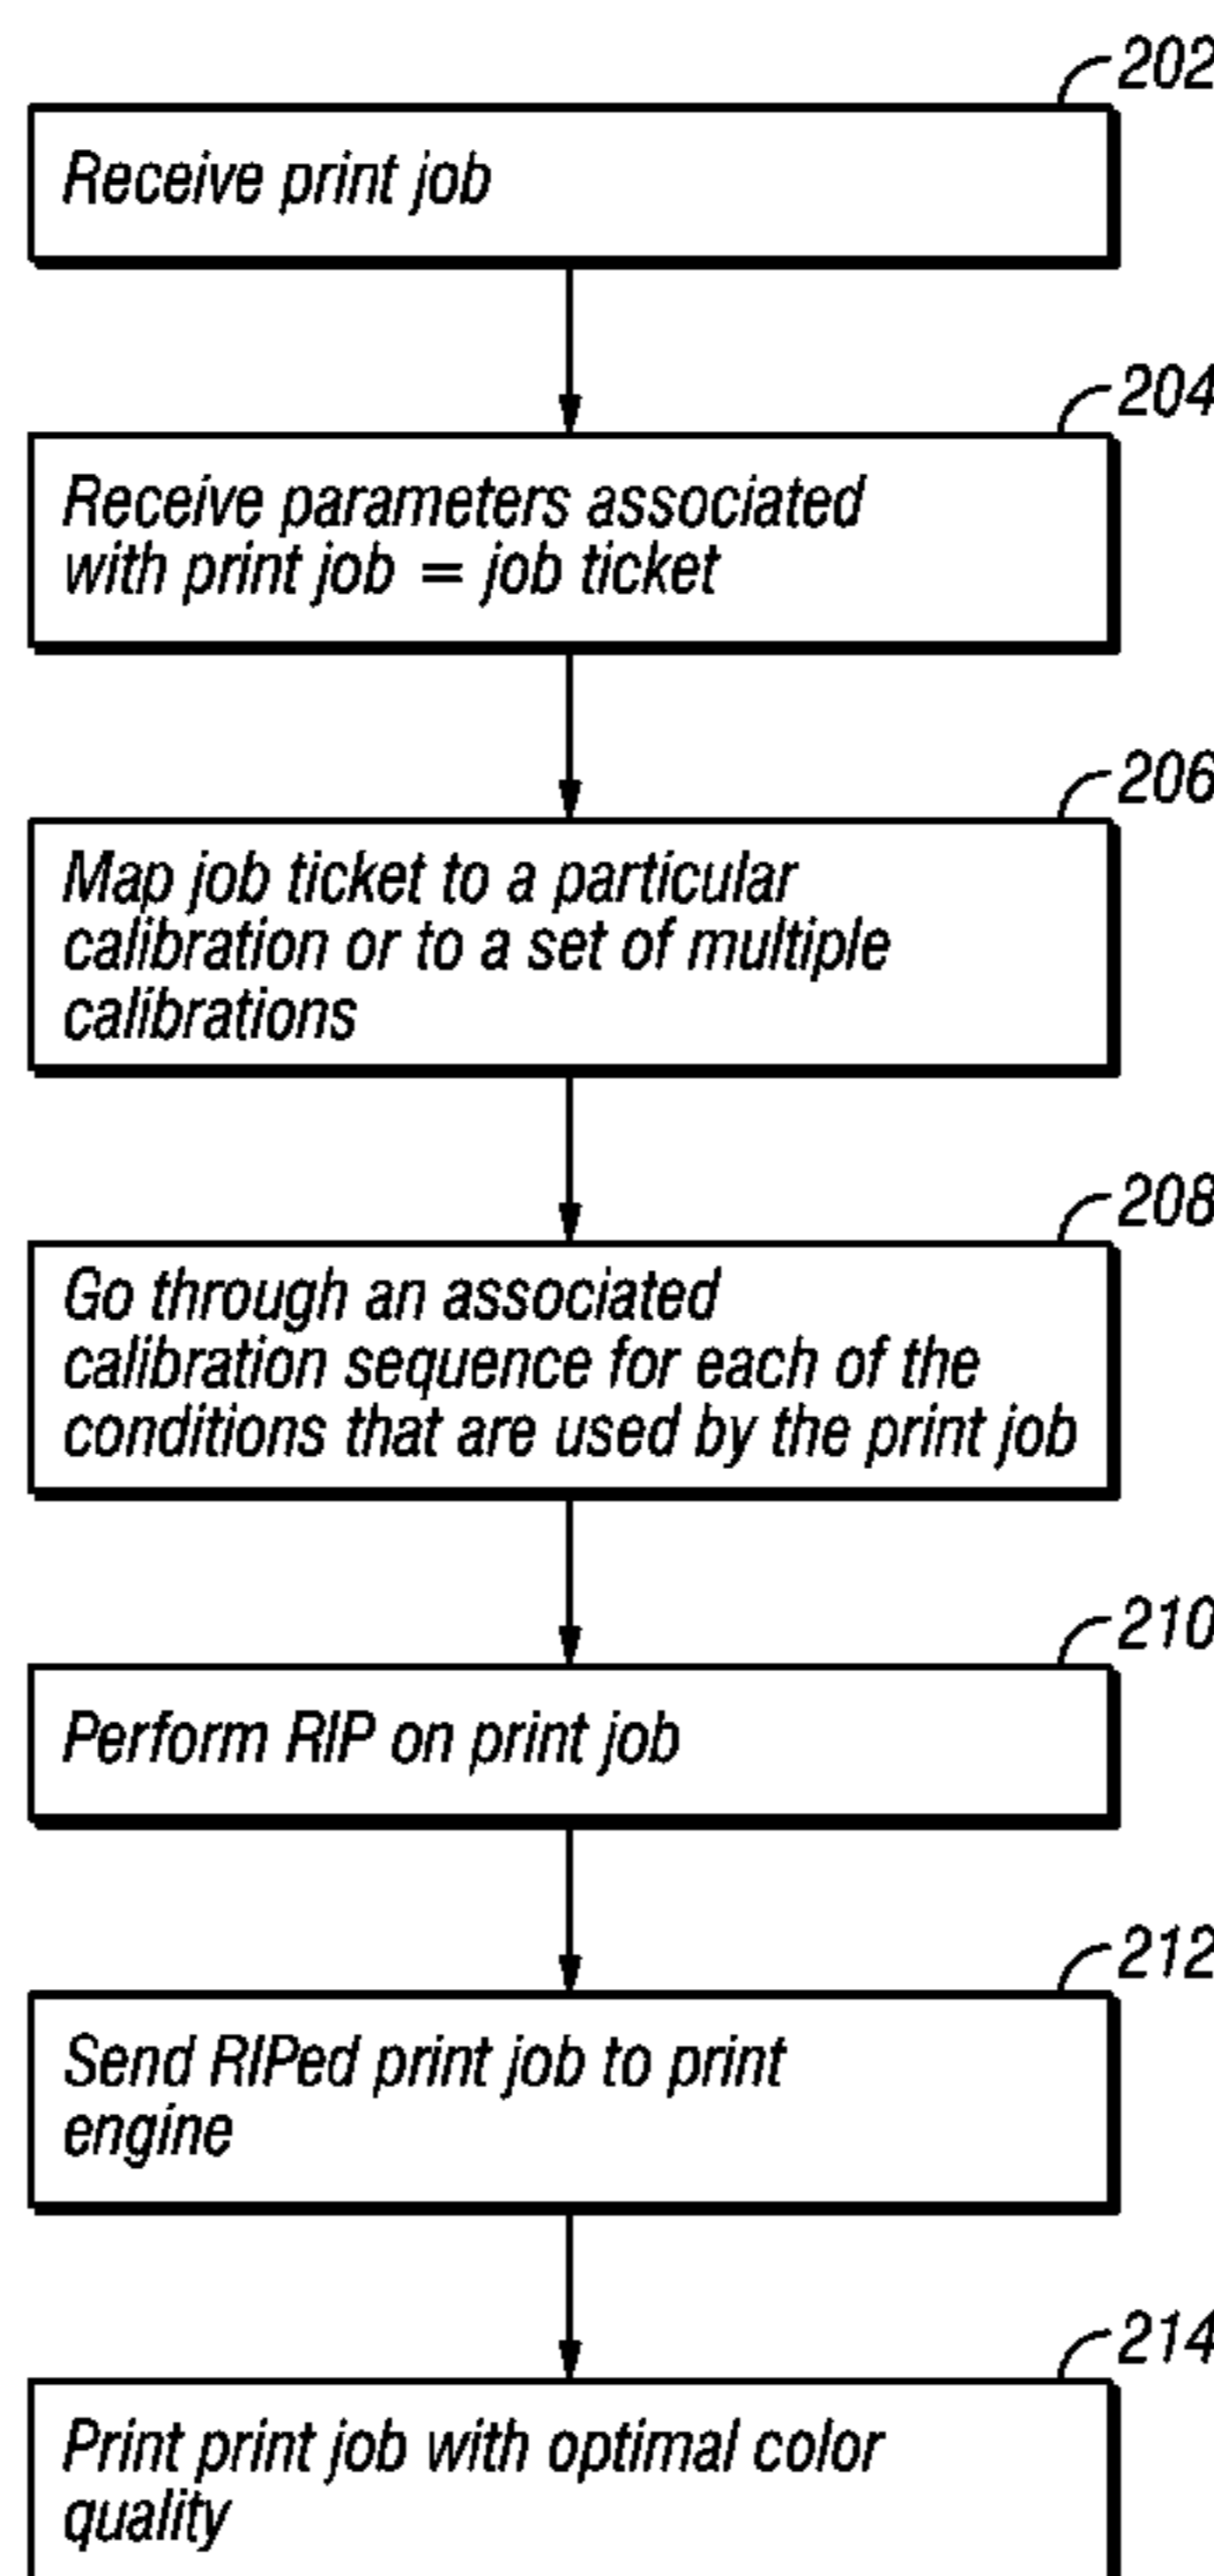 202
Receive print job
204
Receive parameters associated
with print job = job ticket
206
Map job ticket to a particular
calibration or to a set of multiple
calibrations
208
Go through an associated
calibration sequence for each of the
conditions that are used by the print job
210
Perform RIP on print job
212
Send RIPed print job to print
engine
214
Print print job with optimal color
quality